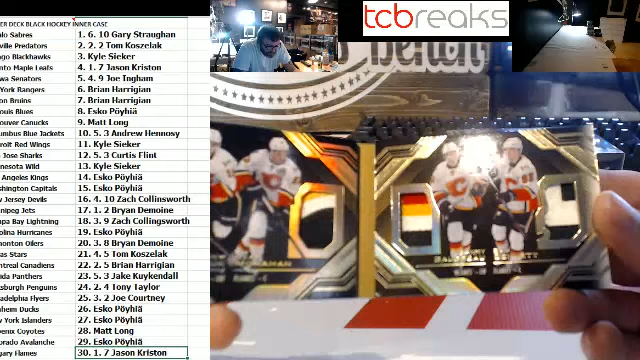 ER DECK BLACK HOCKEY INNER CASE
alo Sabres 1. 6. 10 Gary Straughan
ville Predators 2. 2. 2 Tom Koszelak
ago Blackhawks 3. Kyle Sieker
nto Maple Leafs 4. 1. 7 Jason Kriston
wa Senators 5. 4. 9 Joe Ingham
York Rangers 6. Brian Harrigian
on Bruins 7. Brian Harrigian
ouis Blues 8. Esko Pöyhiä
ouver Canucks 9. Matt Long
umbus Blue Jackets 10. 5. 3 Andrew Hennosy
oit Red Wings 11. Kyle Sieker
Jose Sharks 12. 5. 3 Curtis Flint
nesota Wild 13. Kyle Sieker
Angeles Kings 14. Esko Pöyhiä
shington Capitals 15. Esko Pöyhiä
Jersey Devils 16. 4. 10 Zach Collinsworth
nipeg Jets 17. 1. 2 Bryan Demoine
mpa Bay Lightning 18. 3. 9 Zach Collingsworth
olina Hurricanes 19. Esko Pöyhiä
monton Oilers 20. 3. 8 Bryan Demoine
as Stars 21. 4. 5 Tom Koszelak
ntreal Canadiens 22. 2. 5 Brian Harrigian
ida Panthers 23. 5. 3 Jake Kuykendall
sburgh Penguins 24. 2. 4 Tony Taylor
adelphia Flyers 25. 3. 2 Joe Courtney
heim Ducks 26. Esko Pöyhiä
York Islanders 27. Esko Pöyhiä
enix Coyotes 28. Matt Long
orado Avalanche 29. Esko Pöyhiä
gary Flames 30. 1. 7 Jason Kriston
tcbreaks